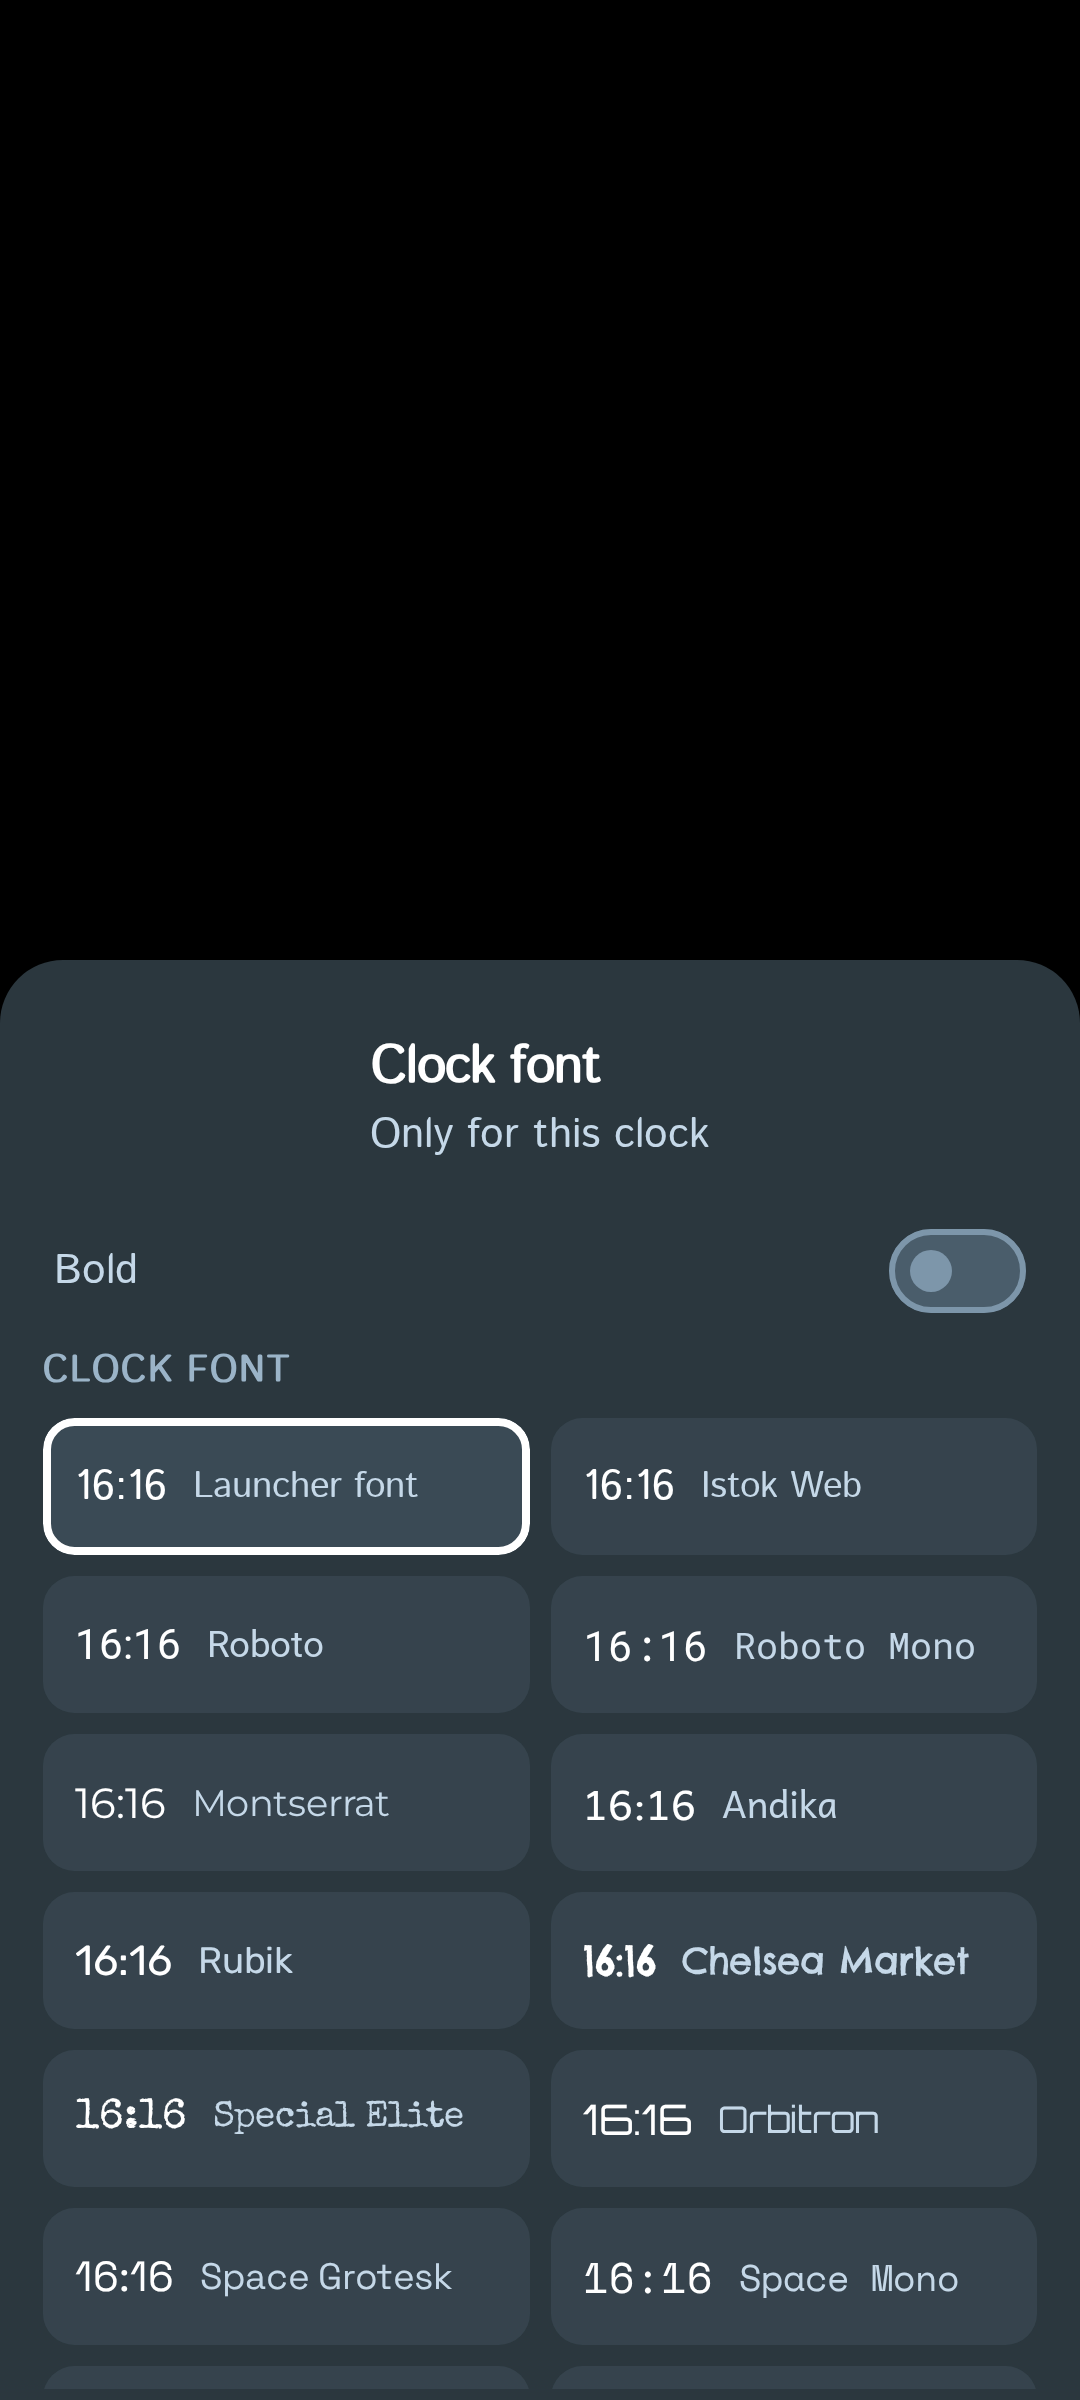 Clock font
Only for this clock
Bold
CLOCK FONT
16:16 Launcher font
16:16 Istok Web
16:16 Roboto
16:16 Roboto Mono
16:16 Montserrat
16:16 Andika
16:16 Rubik
16:16 Chelsea Market
16:16 Special Elite
16:16 Orbitron
16:16 Space Grotesk
16:16 Space Mono